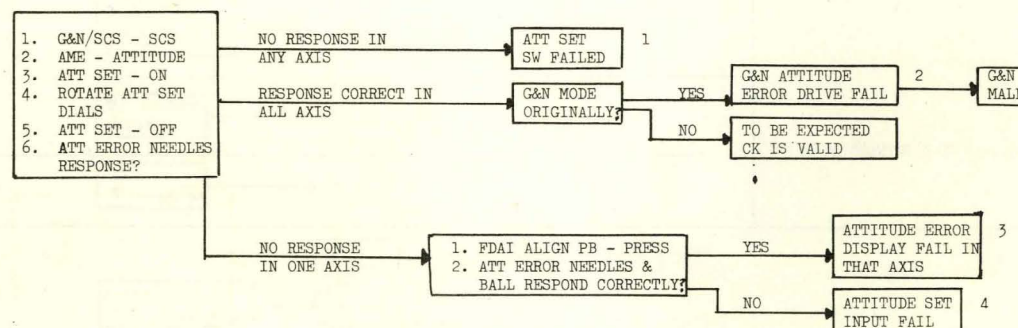 1. G&N/SCS - SCS
2. AME - ATTITUDE
3. ATT SET - ON
4. ROTATE ATT SET
DIALS
5. ATT SET - OFF
6. ATT ERROR NEEDLES
RESPONSE?
NO RESPONSE IN
ANY AXIS
ATT SET
SW FAILED
1
RESPONSE CORRECT IN
ALL AXIS
G&N MODE
ORIGINALLY?
YES
G&N ATTITUDE
ERROR DRIVE FAIL
2
G&N
NO
TO BE EXPECTED
CK IS VALID
NO RESPONSE
IN ONE AXIS
1. FDAI ALIGN PB - PRESS
2. ATT ERROR NEEDLES &
BALL RESPOND CORRECTLY?
YES
ATTITUDE ERROR
DISPLAY FAIL IN
THAT AXIS
3
NO
ATTITUDE SET
INPUT FAIL
4